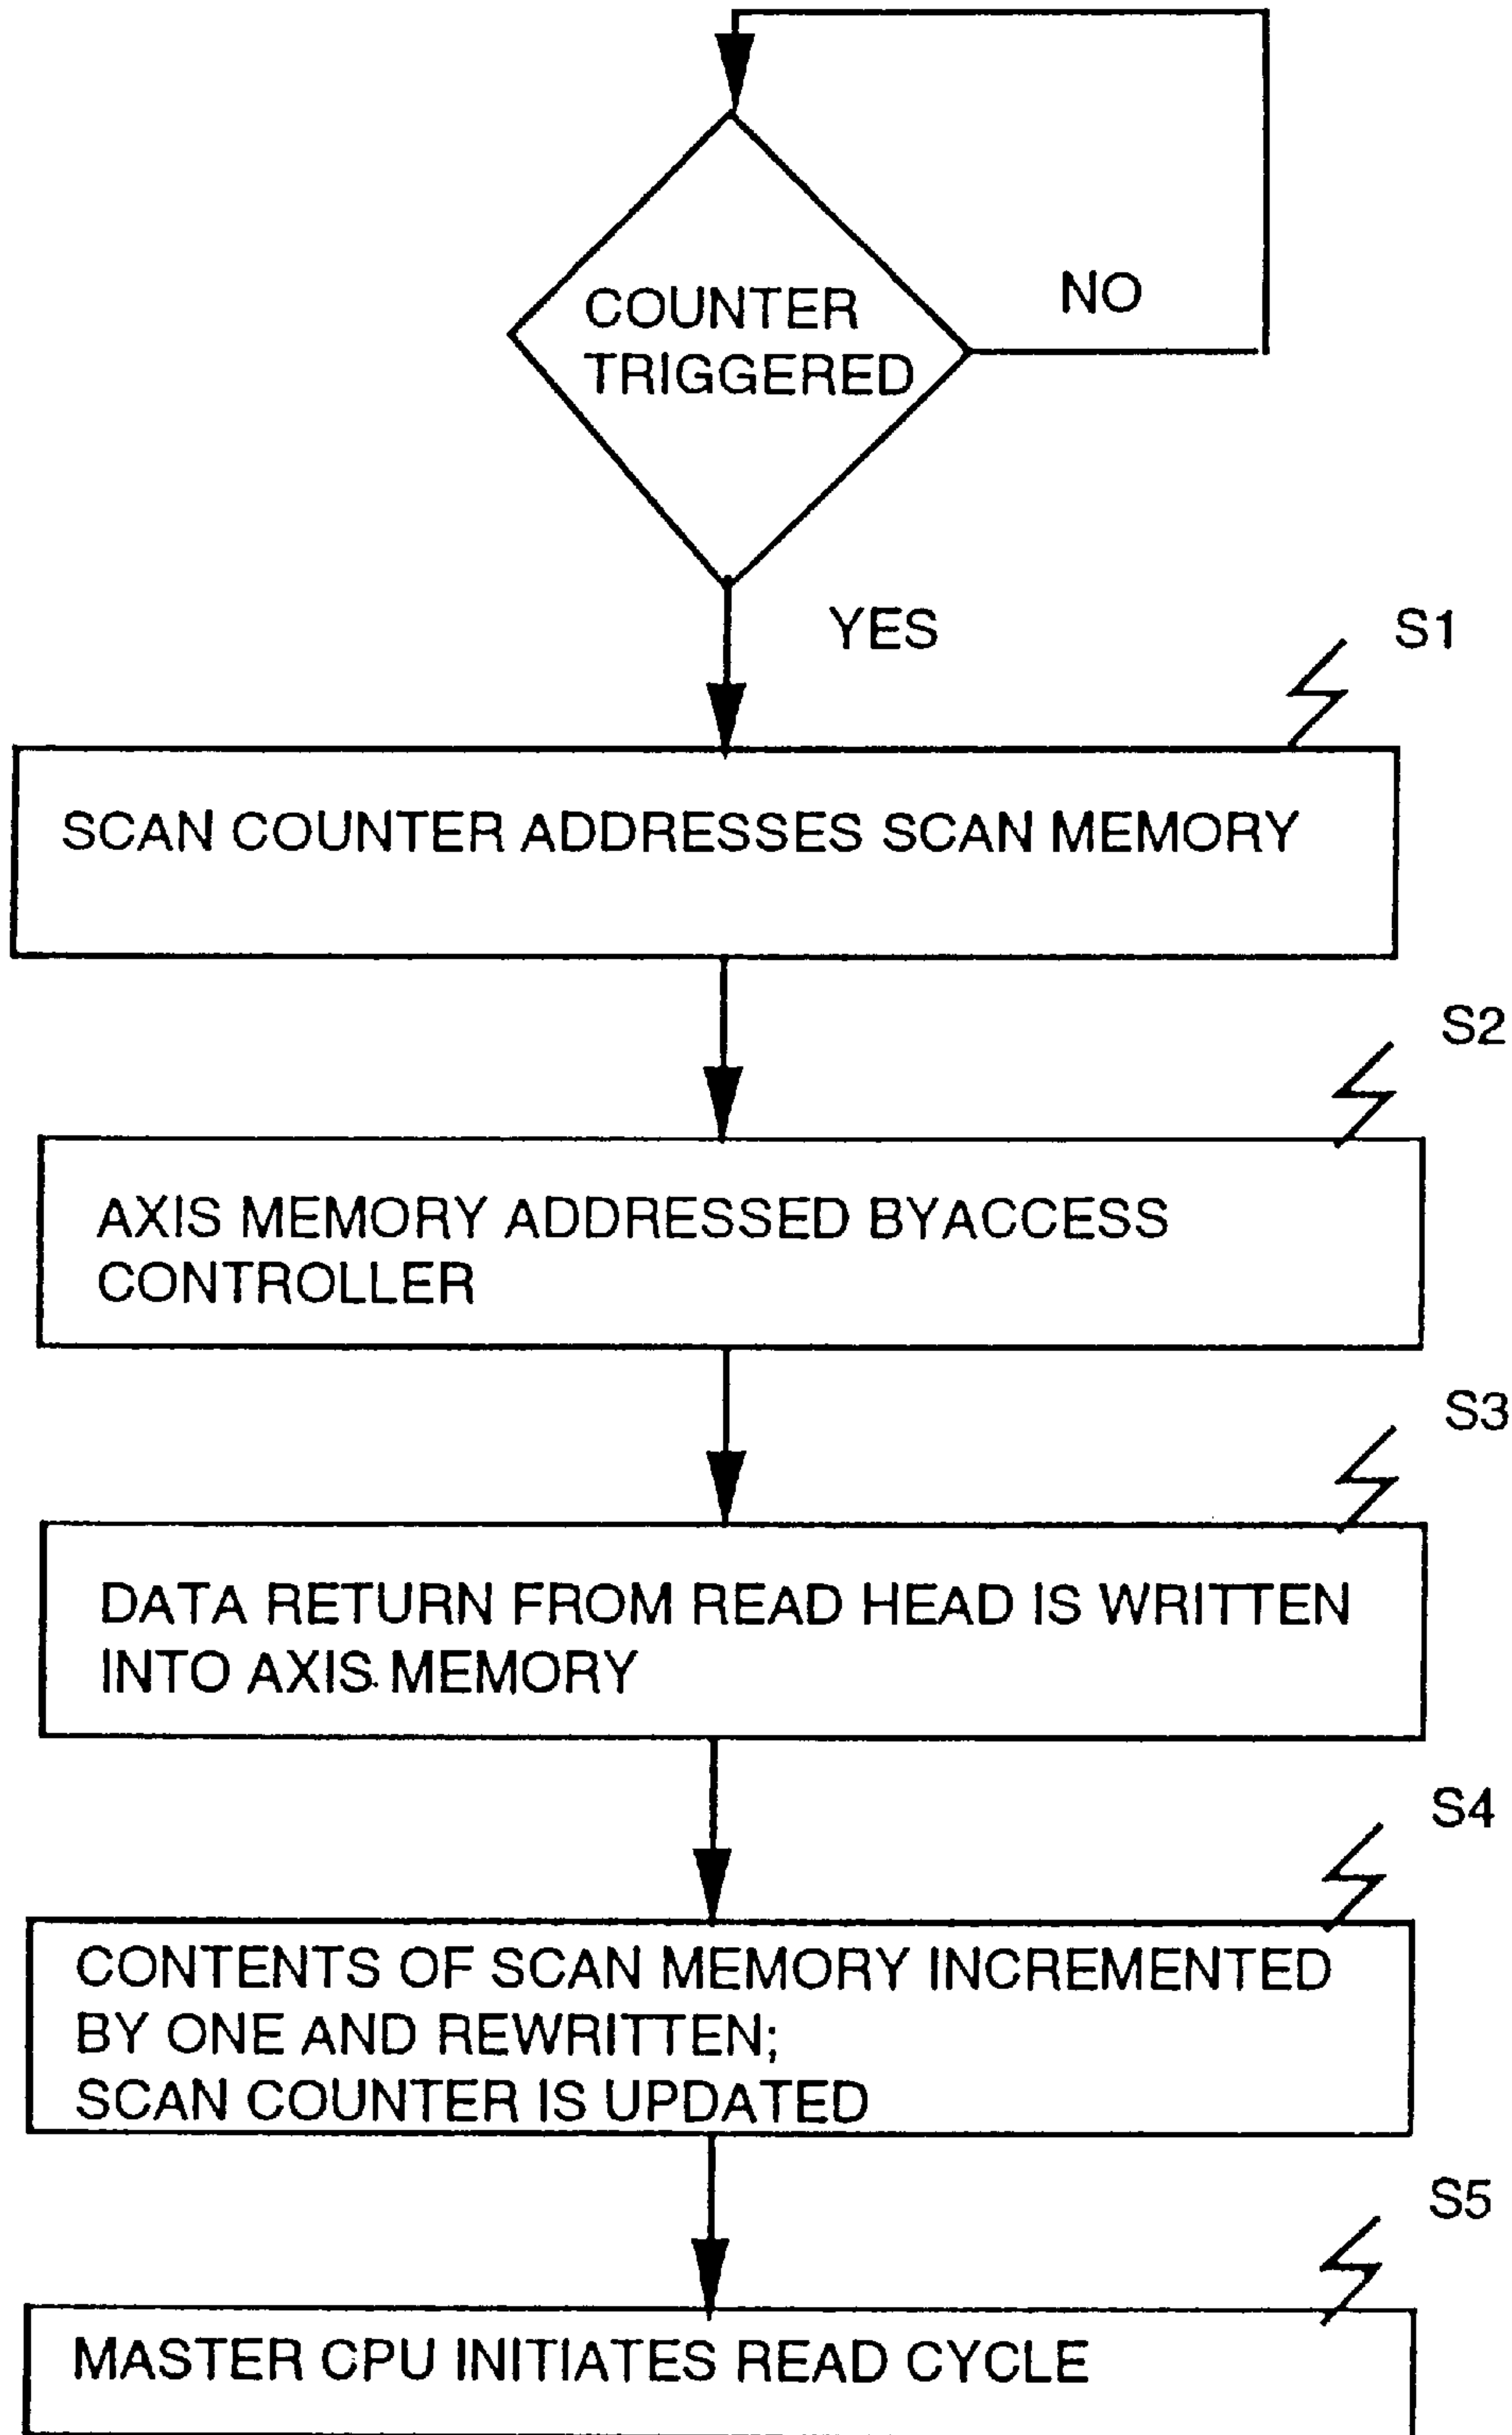 COUNTER
TRIGGERED
NO
YES
S1
SCAN COUNTER ADDRESSES SCAN MEMORY
S2
AXIS MEMORY ADDRESSED BYACCESS
CONTROLLER
S3
DATA RETURN FROM READ HEAD IS WRITTEN
INTO AXIS MEMORY
S4
CONTENTS OF SCAN MEMORY INCREMENTED
BY ONE AND REWRITTEN;
SCAN COUNTER IS UPDATED
S5
MASTER CPU INITIATES READ CYCLE